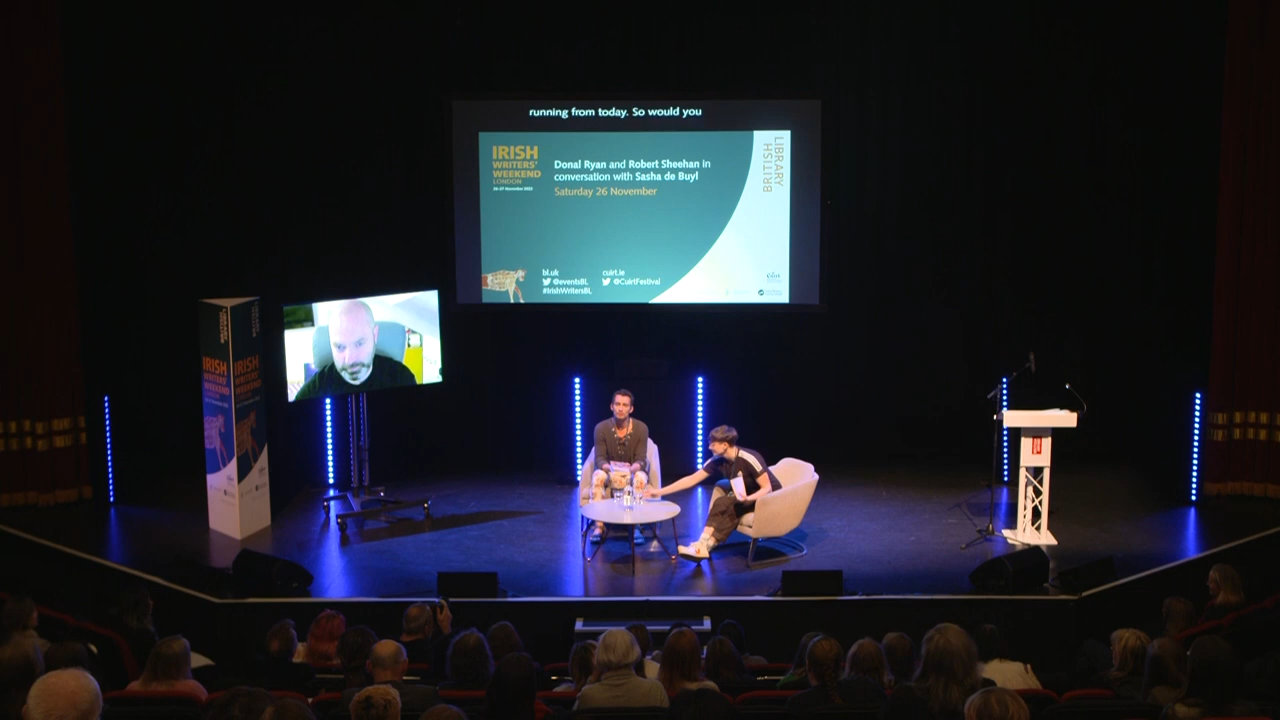 running from today. So would you
IRISH
WRITERS'
WEEKEND
LONDON
Donal Ryan and Robert Sheehan in
conversation with Sasha de Buyl
Saturday 26 November
LIBRARY
BRITISH
bl.uk
@eventsBL
#IrishWritersBL
cuirt.ie
@CuirtFestival
IRISH
WRITERS'
WEEKEND
IRISH
WRITERS'
WEEKEND